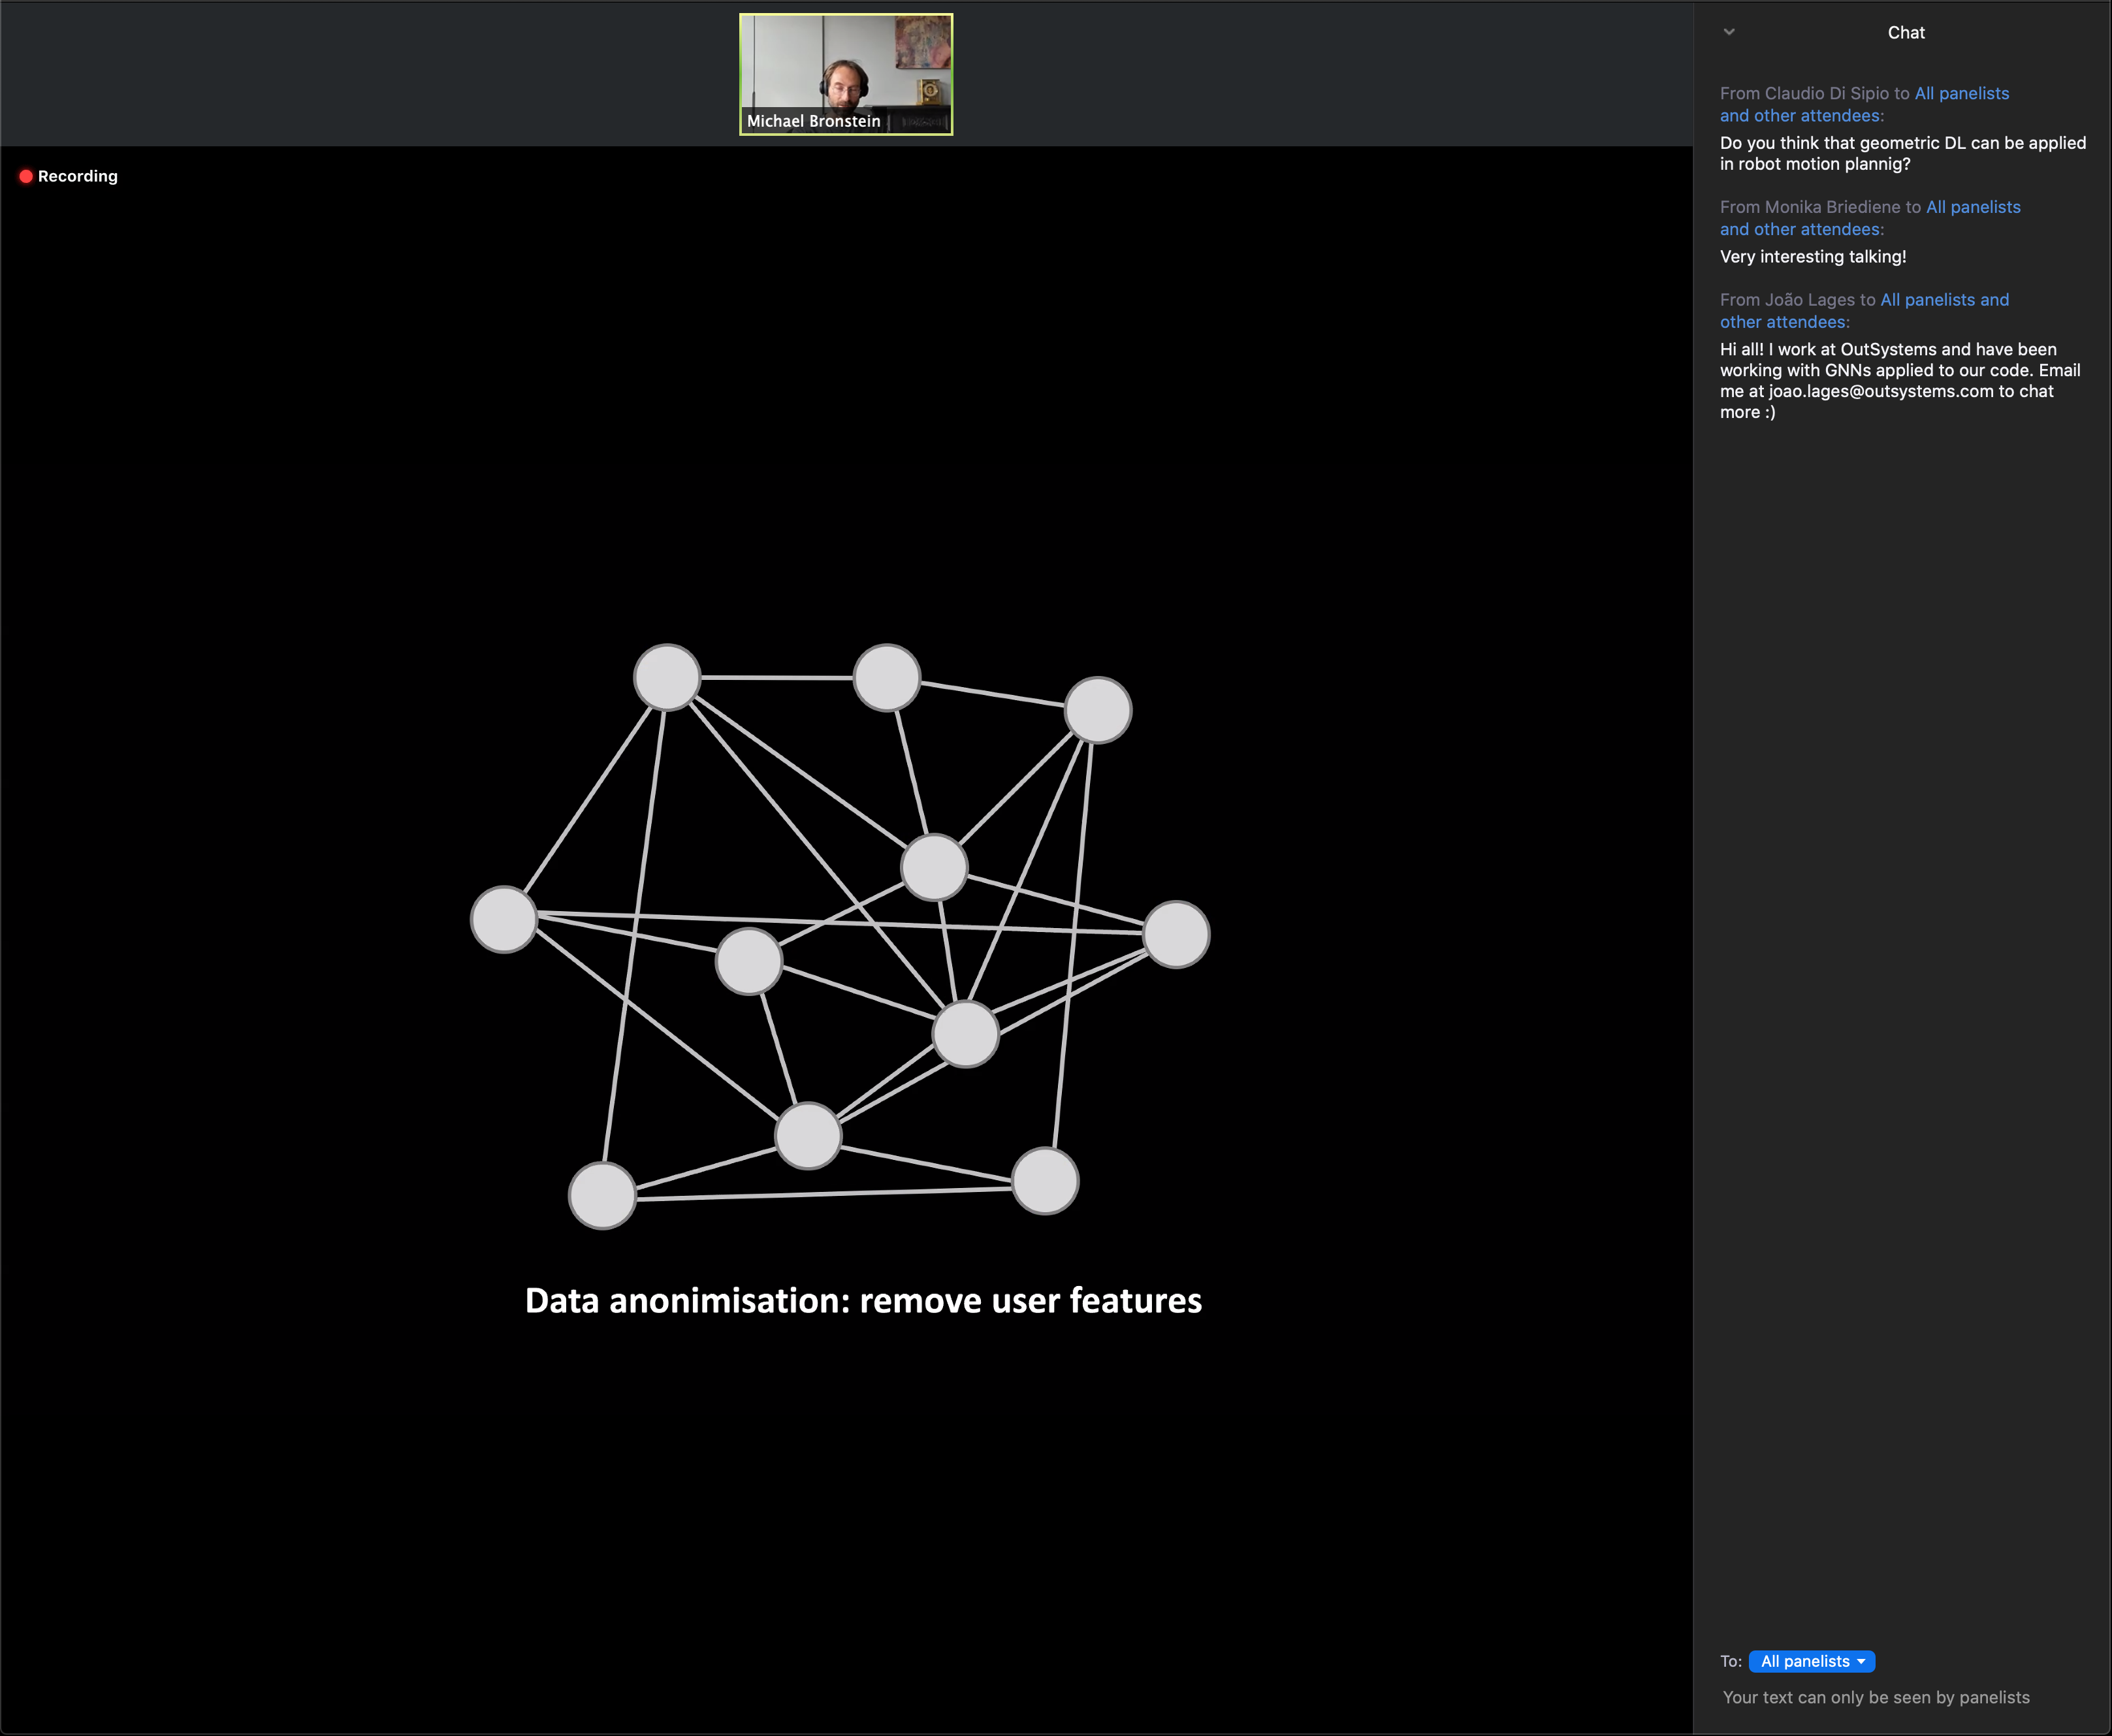 Michael Bronstein
Recording
Data anonimisation: remove user features
Chat
From Claudio Di Sipio to All panelists
and other attendees:
Do you think that geometric DL can be applied
in robot motion plannig?
From Monika Briediene to All panelists
and other attendees:
Very interesting talking!
From João Lages to All panelists and
other attendees:
Hi all! I work at OutSystems and have been
working with GNNs applied to our code. Email
me at joao.lages@outsystems.com to chat
more :)
To: All panelists
Your text can only be seen by panelists